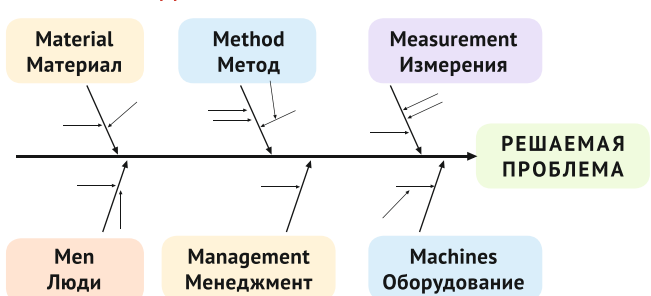 Material
Материал
Method
Метод
Measurement
Измерения
РЕШАЕМАЯ
ПРОБЛЕМА
Men
Люди
Management
Менеджмент
Machines
Оборудование